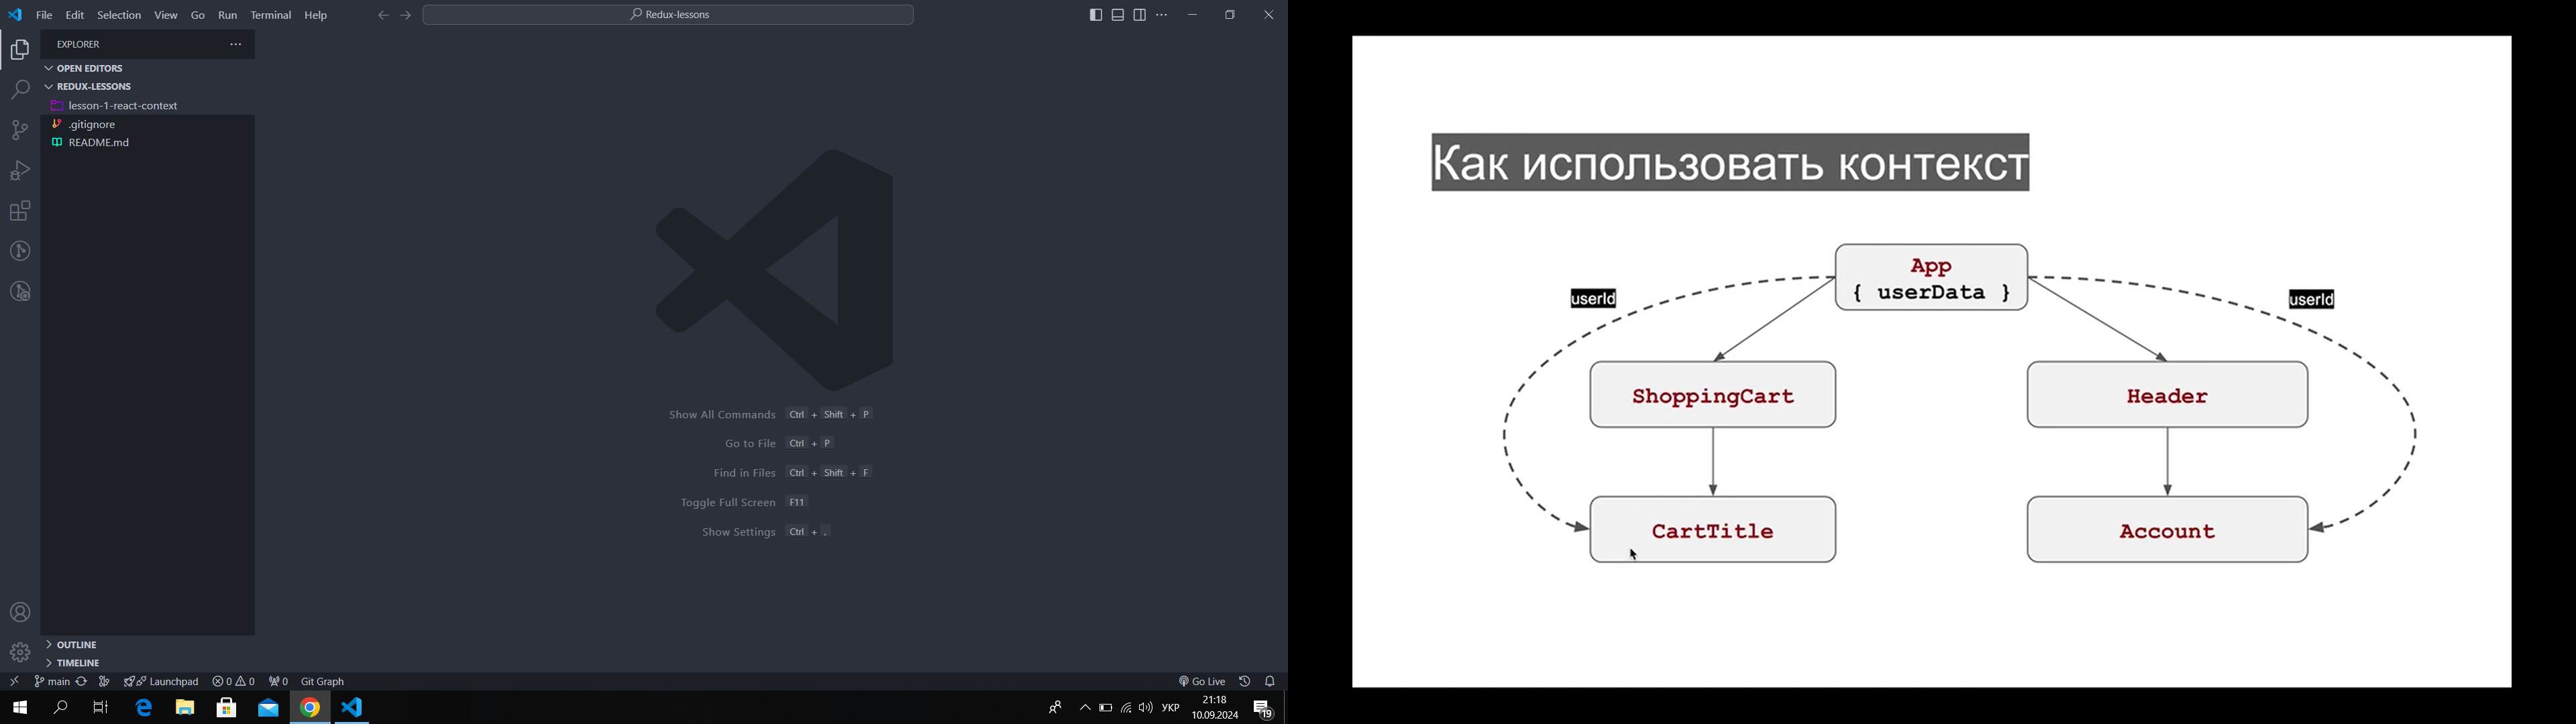 File Edit Selection View Go Run Terminal Help
Redux-lessons
EXPLORER
OPEN EDITORS
REDUX-LESSONS
lesson-1-react-context
.gitignore
README.md
Show All Commands Ctrl + Shift + P
Go to File Ctrl + P
Find in Files Ctrl + Shift + F
Toggle Full Screen F11
Show Settings Ctrl + ,
OUTLINE
TIMELINE
main Launchpad 0 0 0 Git Graph
Go Live
УКР
21:18
10.09.2024
19
Как использовать контекст
App
{ userData }
userId
userId
ShoppingCart
Header
CartTitle
Account